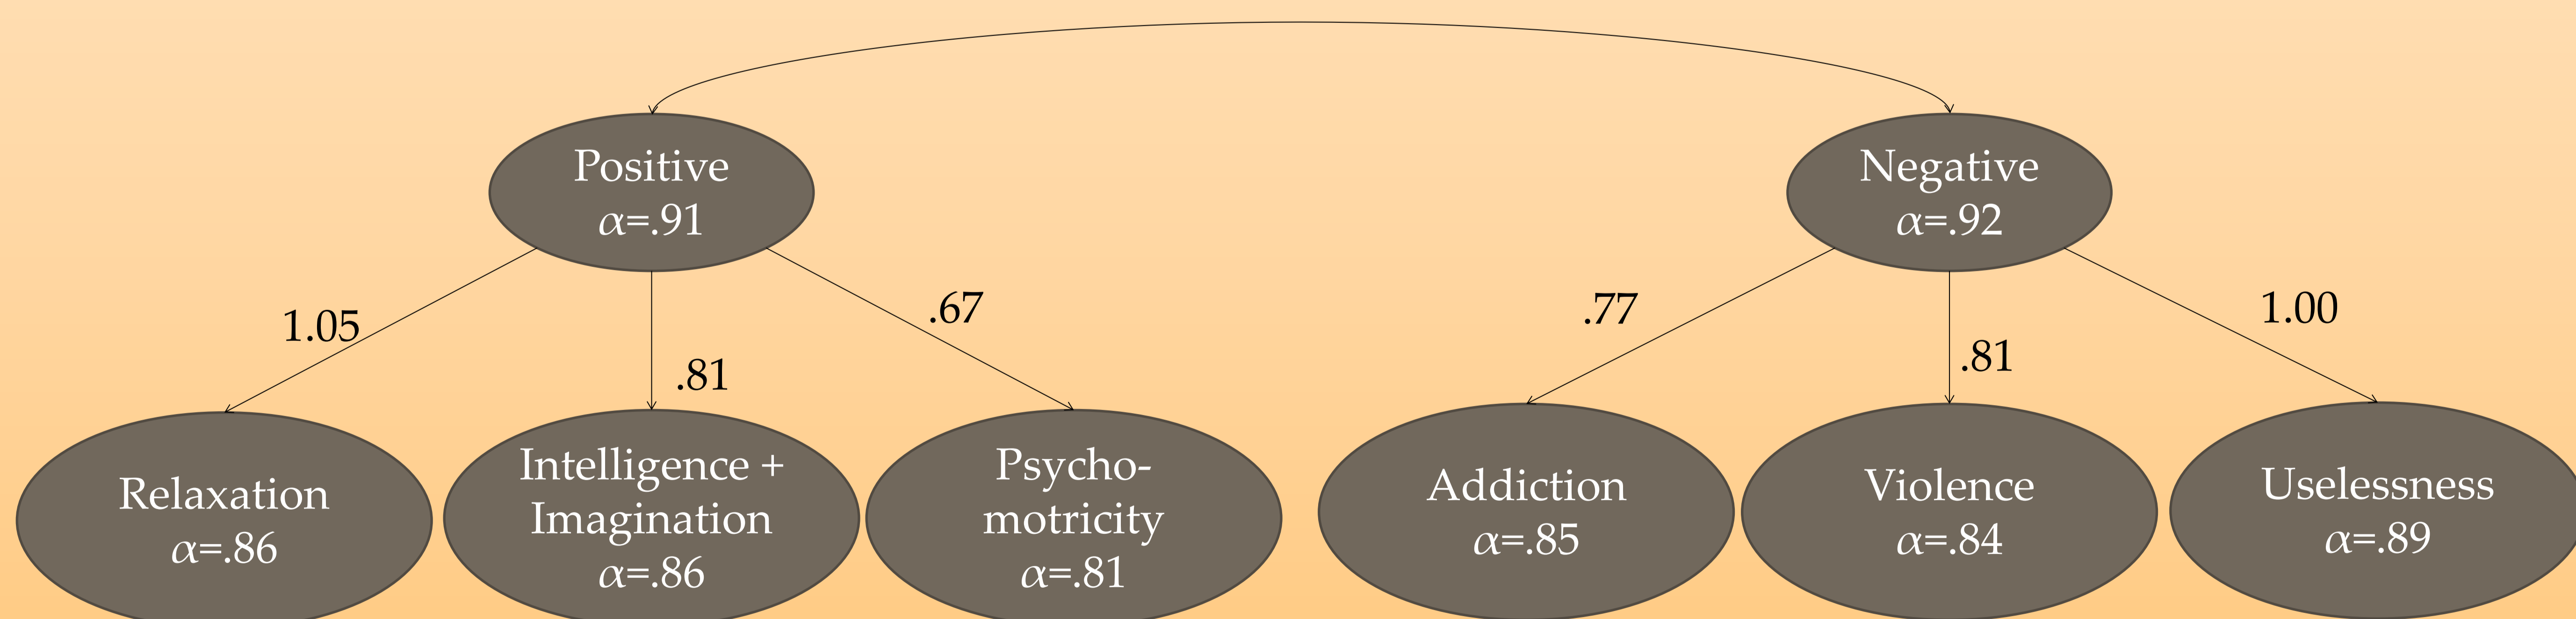 Positive
α=.91
Negative
α=.92
1.05
.81
.67
.77
.81
1.00
Relaxation
α=.86
Intelligence +
Imagination
α=.86
Psycho-
motricity
α=.81
Addiction
α=.85
Violence
α=.84
Uselessness
α=.89